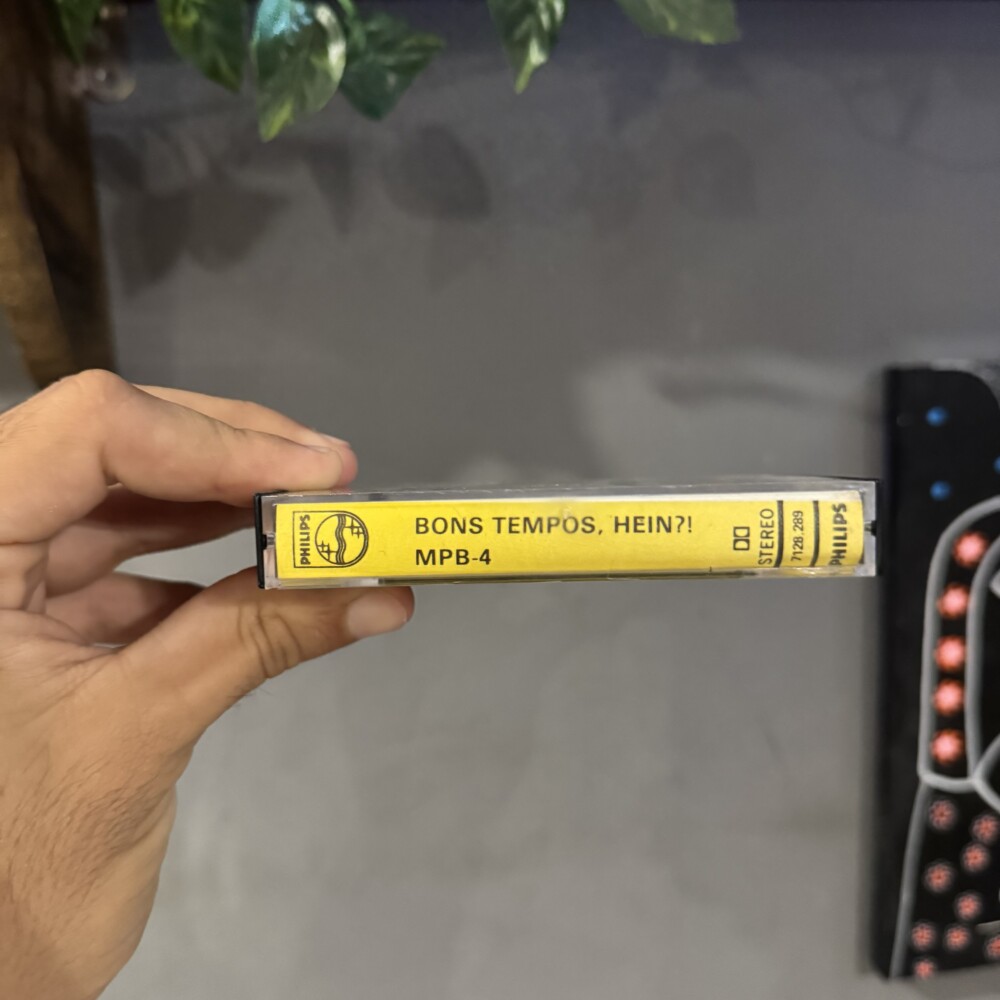 PHILIPS
BONS TEMPOS, HEIN?!
MPB-4
STEREO
7128.289
PHILIPS